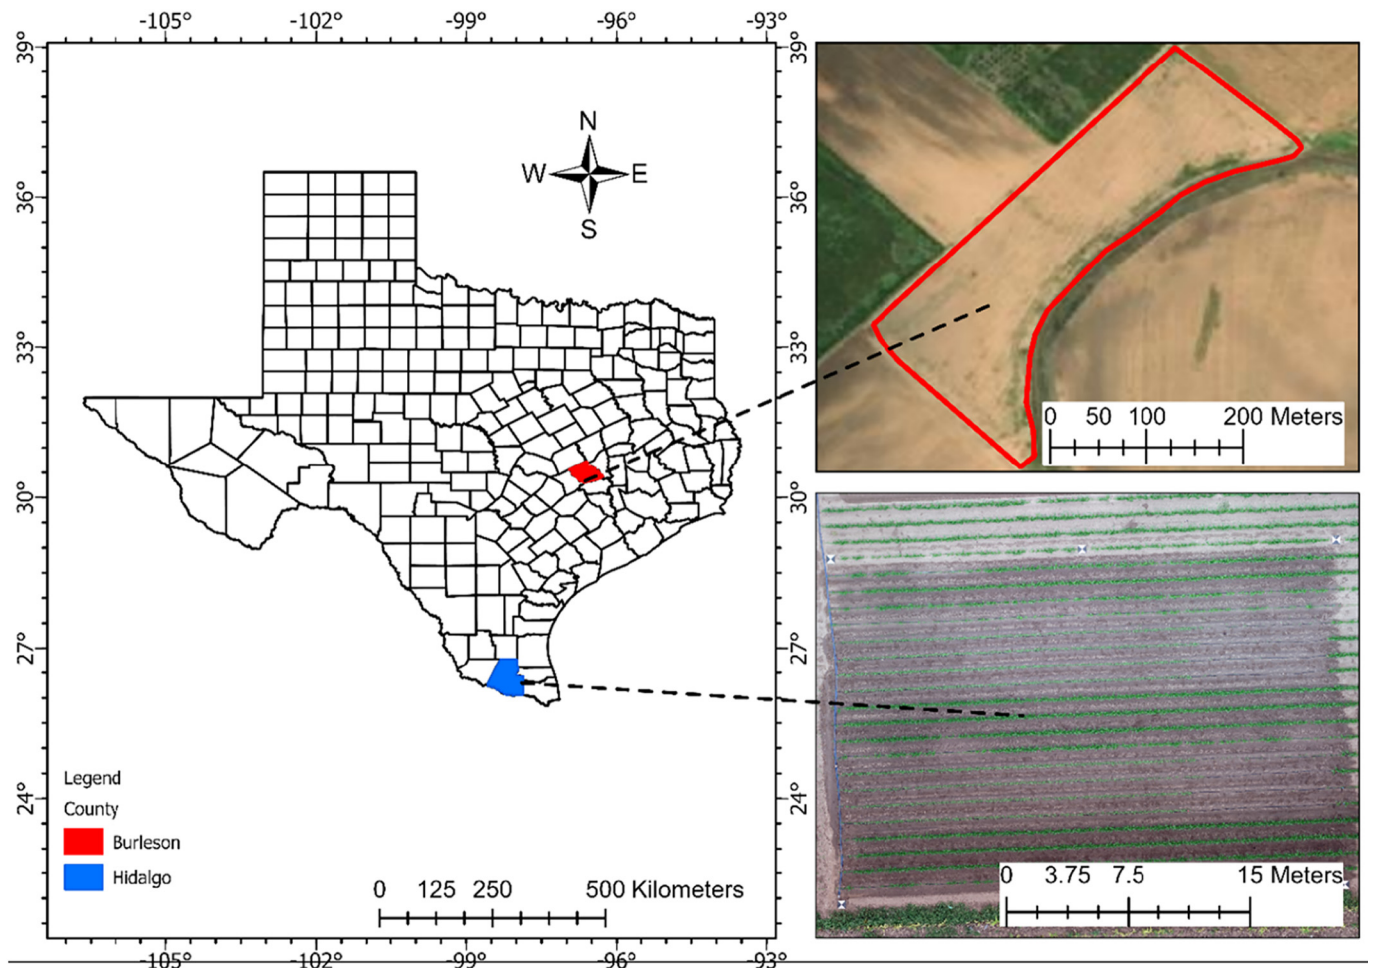 -105° -102° -99° -96° -93°
39° 39°
N
W E
S
36° 36°
33° 33°
0 50 100 200 Meters
30° 30°
27° 27°
Legend
County
24° 24°
Burleson
Hidalgo
0 125 250 500 Kilometers
0 3.75 7.5 15 Meters
-105° -102° -99° -96° -93°